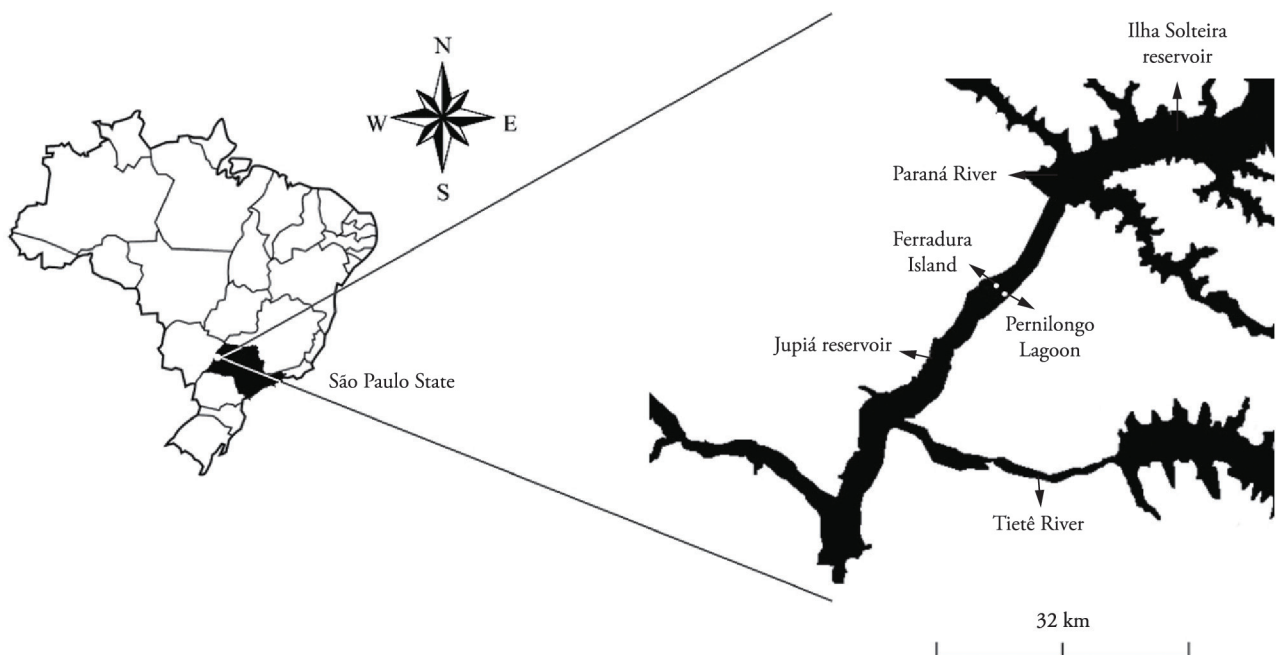 N
W
E
S
São Paulo State
Ilha Solteira
reservoir
Paraná River
Ferradura
Island
Pernilongo
Lagoon
Jupiá reservoir
Tietê River
32 km